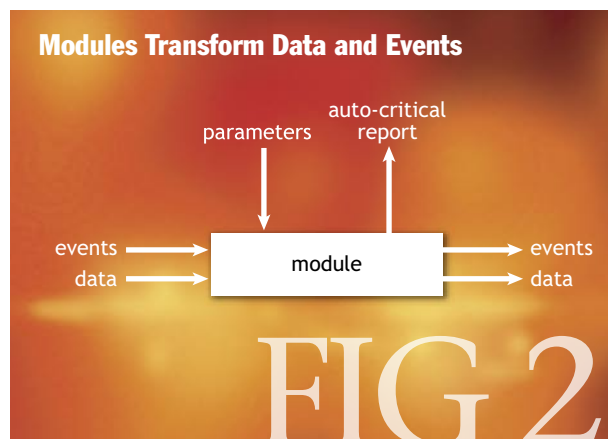 Modules Transform Data and Events
auto-critical
report
parameters
events
data
module
events
data
FIG 2